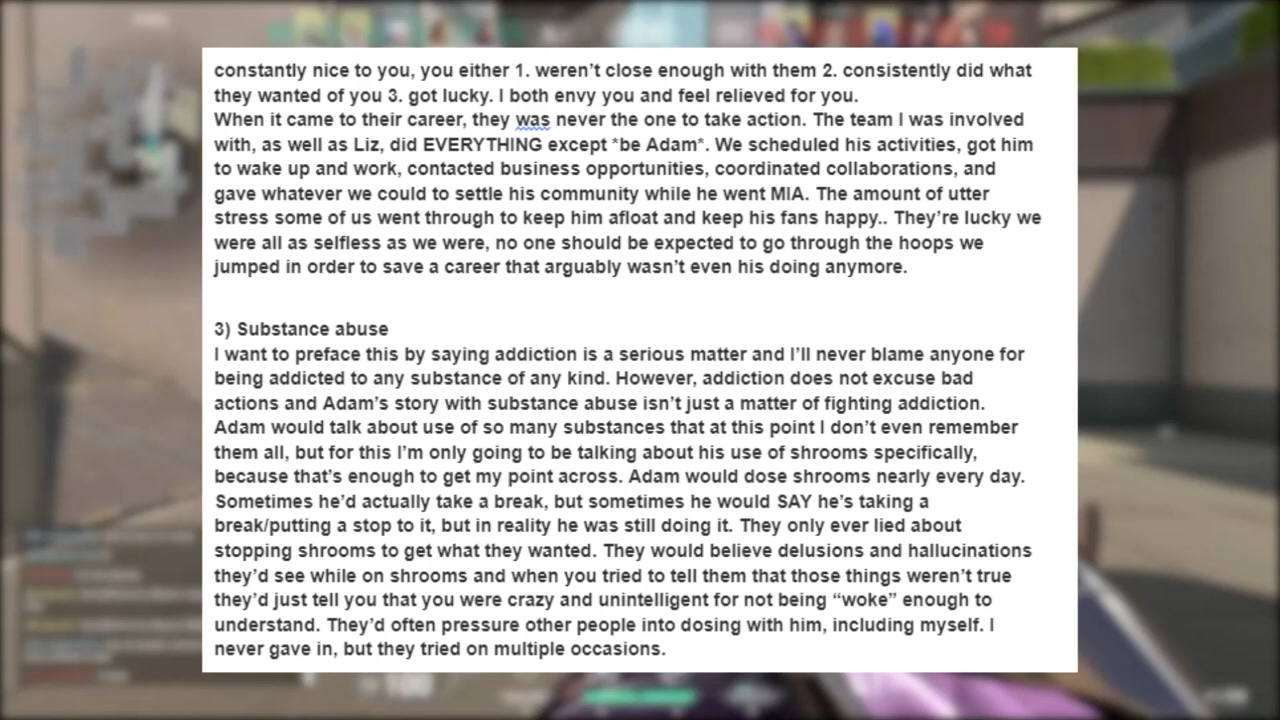 constantly nice to you, you either 1. weren’t close enough with them 2. consistently did what
they wanted of you 3. got lucky. I both envy you and feel relieved for you.
When it came to their career, they was never the one to take action. The team I was involved
with, as well as Liz, did EVERYTHING except *be Adam*. We scheduled his activities, got him
to wake up and work, contacted business opportunities, coordinated collaborations, and
gave whatever we could to settle his community while he went MIA. The amount of utter
stress some of us went through to keep him afloat and keep his fans happy.. They’re lucky we
were all as selfless as we were, no one should be expected to go through the hoops we
jumped in order to save a career that arguably wasn’t even his doing anymore.
3) Substance abuse
I want to preface this by saying addiction is a serious matter and I’ll never blame anyone for
being addicted to any substance of any kind. However, addiction does not excuse bad
actions and Adam’s story with substance abuse isn’t just a matter of fighting addiction.
Adam would talk about use of so many substances that at this point I don’t even remember
them all, but for this I’m only going to be talking about his use of shrooms specifically,
because that’s enough to get my point across. Adam would dose shrooms nearly every day.
Sometimes he’d actually take a break, but sometimes he would SAY he’s taking a
break/putting a stop to it, but in reality he was still doing it. They only ever lied about
stopping shrooms to get what they wanted. They would believe delusions and hallucinations
they’d see while on shrooms and when you tried to tell them that those things weren’t true
they’d just tell you that you were crazy and unintelligent for not being “woke” enough to
understand. They’d often pressure other people into dosing with him, including myself. I
never gave in, but they tried on multiple occasions.